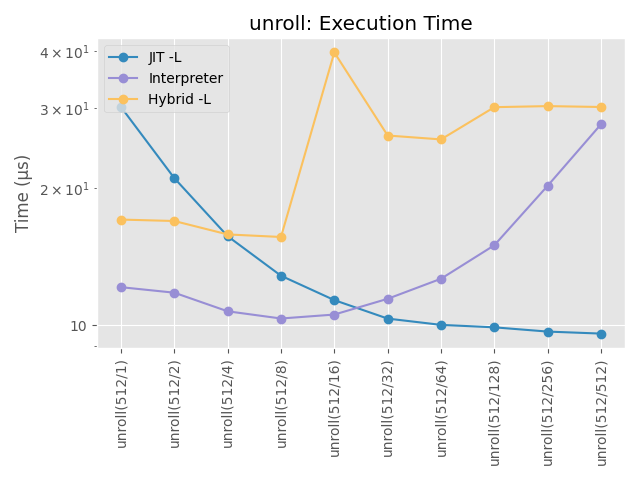 unroll: Execution Time
JIT -L
Interpreter
Hybrid -L
4 × 10¹
3 × 10¹
2 × 10¹
10
Time (µs)
unroll(512/1)
unroll(512/2)
unroll(512/4)
unroll(512/8)
unroll(512/16)
unroll(512/32)
unroll(512/64)
unroll(512/128)
unroll(512/256)
unroll(512/512)